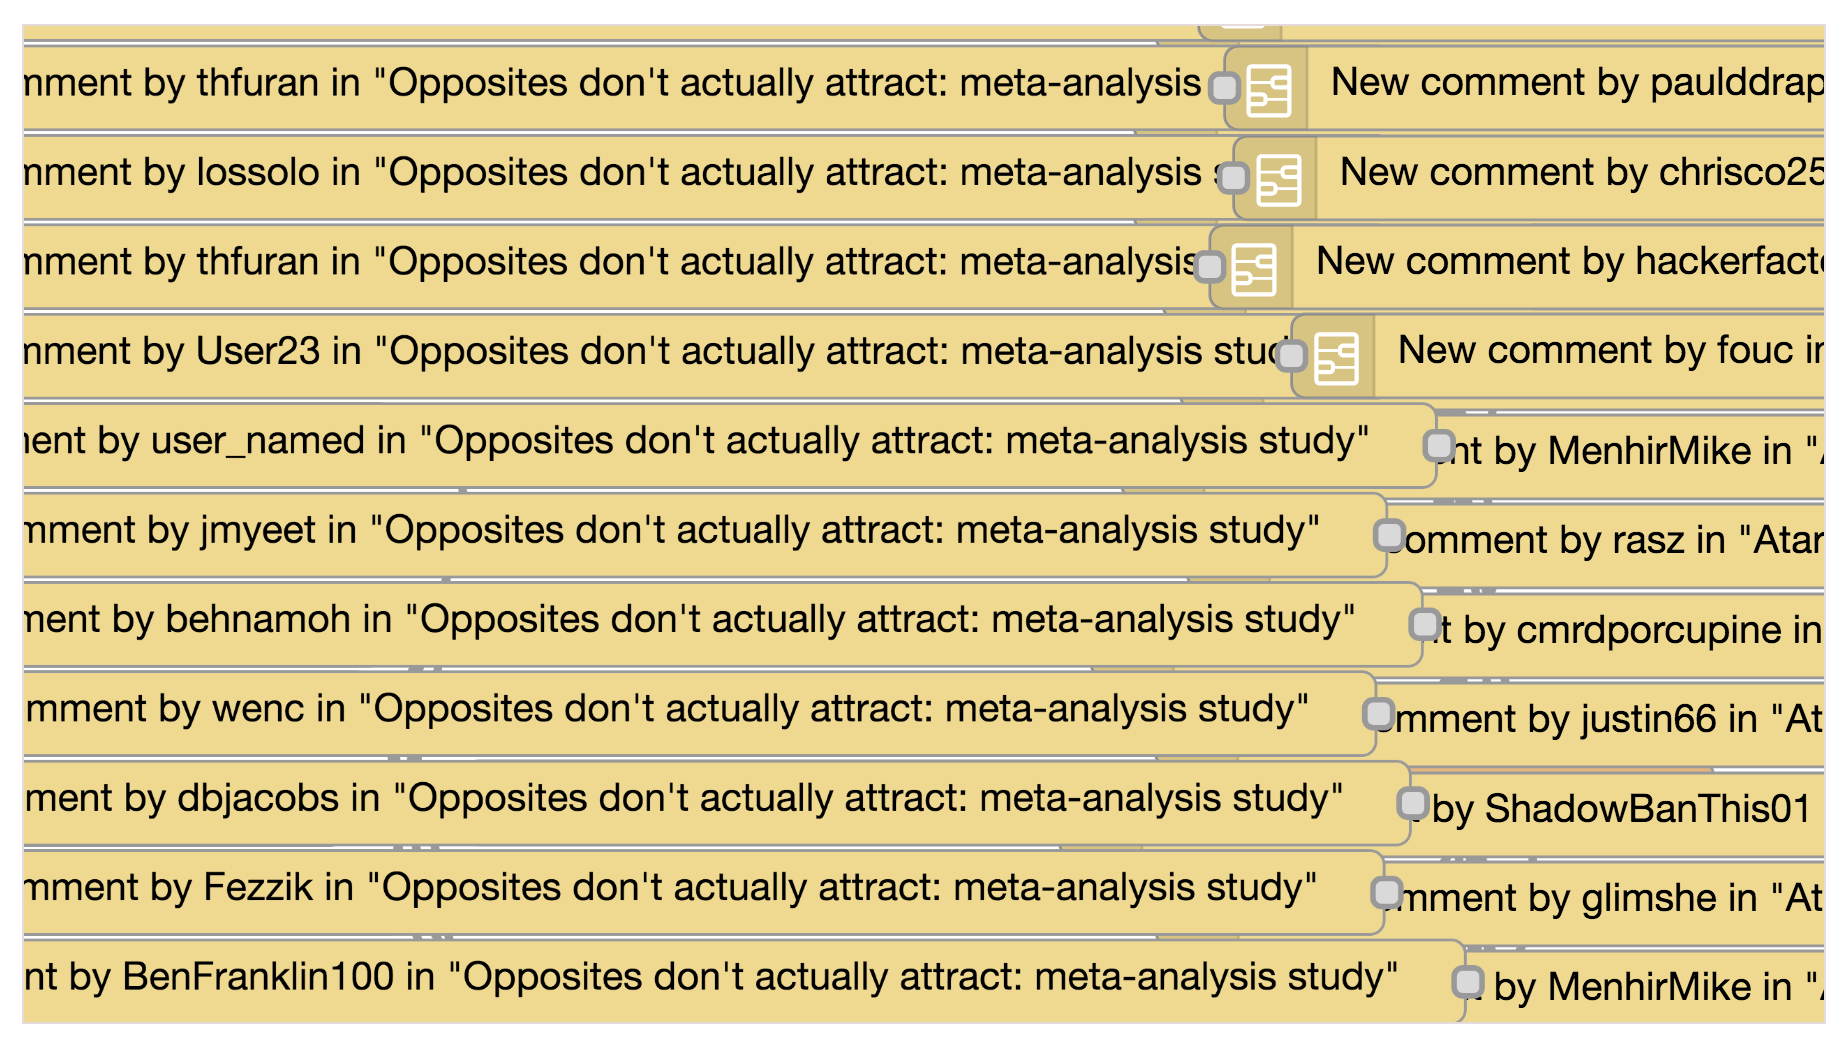 mment by thfuran in "Opposites don't actually attract: meta-analysis New comment by paulddrap
mment by lossolo in "Opposites don't actually attract: meta-analysis New comment by chrisco25
mment by thfuran in "Opposites don't actually attract: meta-analysis New comment by hackerfact
mment by User23 in "Opposites don't actually attract: meta-analysis stud New comment by fouc in
ent by user_named in "Opposites don't actually attract: meta-analysis study" nt by MenhirMike in "
mment by jmyeet in "Opposites don't actually attract: meta-analysis study" omment by rasz in "Atar
ment by behnamoh in "Opposites don't actually attract: meta-analysis study" t by cmrdporcupine in
mment by wenc in "Opposites don't actually attract: meta-analysis study" mment by justin66 in "At
ment by dbjacobs in "Opposites don't actually attract: meta-analysis study" by ShadowBanThis01
mment by Fezzik in "Opposites don't actually attract: meta-analysis study" mment by glimshe in "At
nt by BenFranklin100 in "Opposites don't actually attract: meta-analysis study" by MenhirMike in "